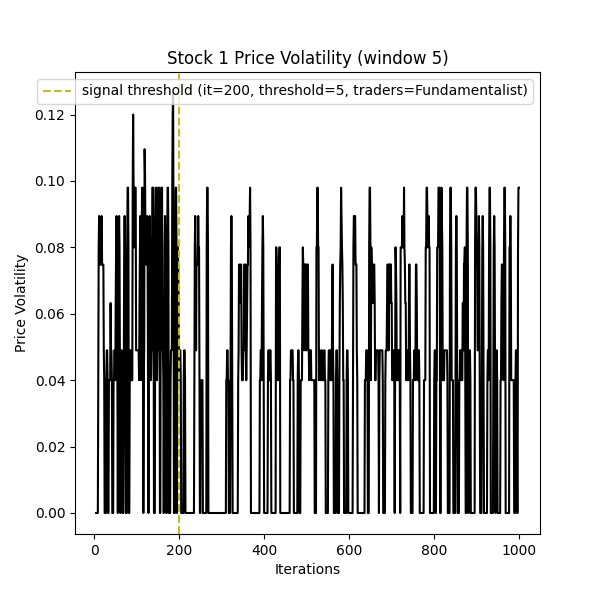 Stock 1 Price Volatility (window 5)
signal threshold (it=200, threshold=5, traders=Fundamentalist)
0.12
0.10
0.08
0.06
0.04
0.02
0.00
Price Volatility
0 200 400 600 800 1000
Iterations